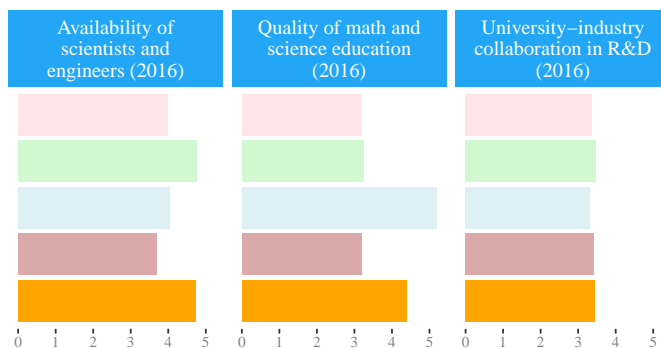 Availability of
scientists and
engineers (2016)
Quality of math and
science education
(2016)
University−industry
collaboration in R&D
(2016)
0 1 2 3 4 5
0 1 2 3 4 5
0 1 2 3 4 5